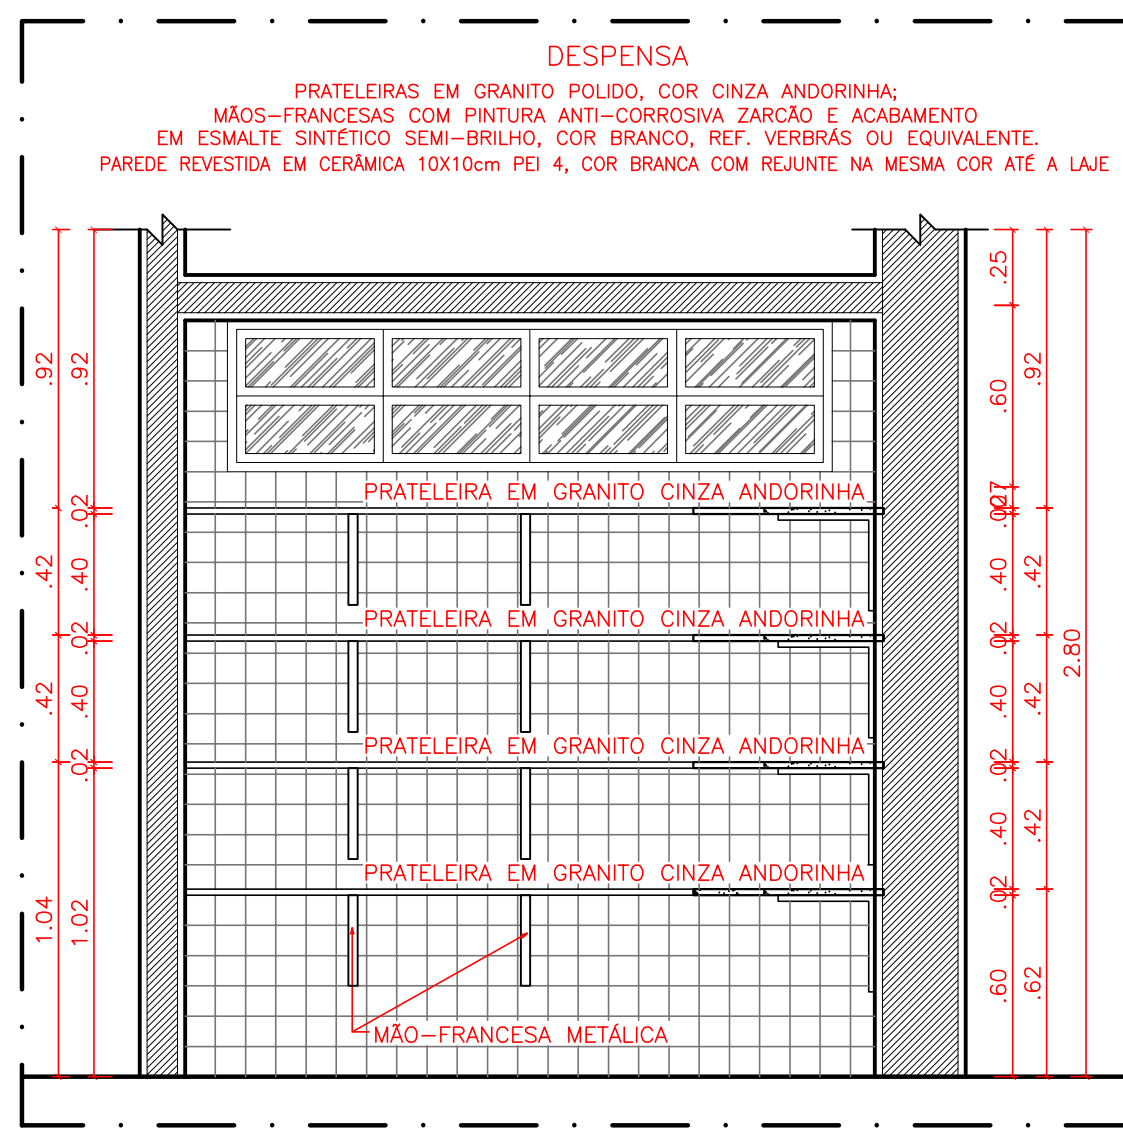 DESPENSA
PRATELEIRAS EM GRANITO POLIDO, COR CINZA ANDORINHA;
MÃOS-FRANCESAS COM PINTURA ANTI-CORROSIVA ZARCÃO E ACABAMENTO
EM ESMALTE SINTÉTICO SEMI-BRILHO, COR BRANCO, REF. VERBRÁS OU EQUIVALENTE.
PAREDE REVESTIDA EM CERÂMICA 10X10cm PEI 4, COR BRANCA COM REJUNTE NA MESMA COR ATÉ A LAJE
.92
.42
.42
1.04
.92
.02
.40
.02
.40
.02
1.02
PRATELEIRA EM GRANITO CINZA ANDORINHA
PRATELEIRA EM GRANITO CINZA ANDORINHA
PRATELEIRA EM GRANITO CINZA ANDORINHA
PRATELEIRA EM GRANITO CINZA ANDORINHA
MÃO-FRANCESA METÁLICA
.25
.60
.40
.02
.40
.02
.40
.02
.60
.92
.42
.42
.42
.62
2.80